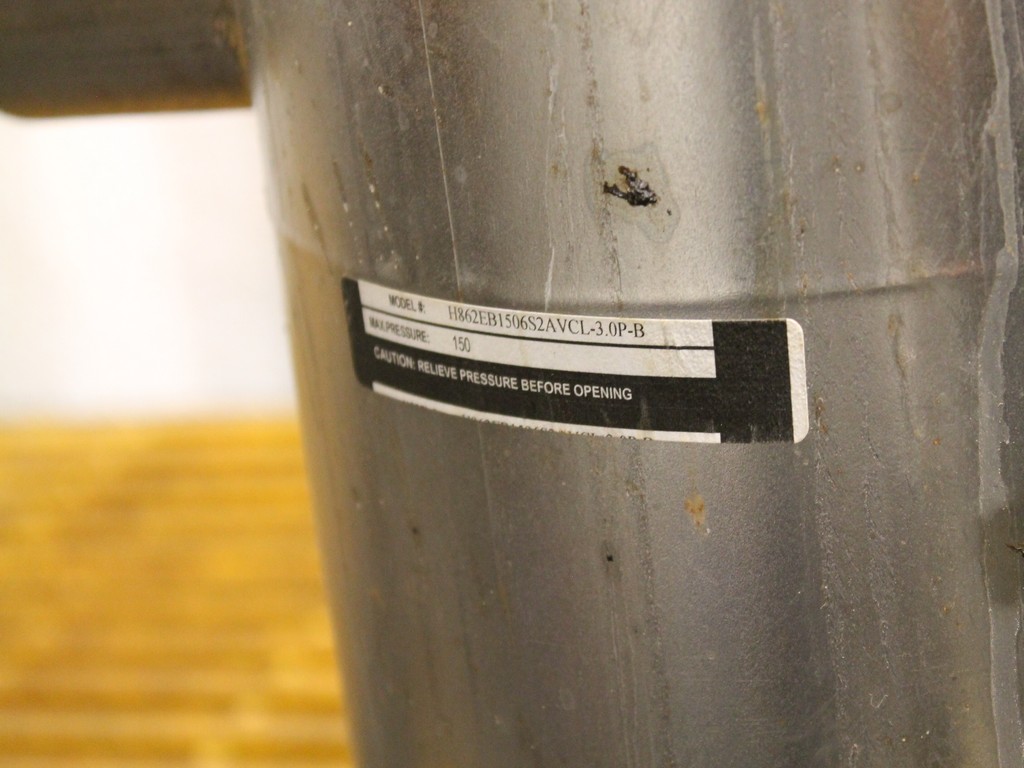 MODEL #: H862EB1506S2AVCL-3.0P-B
MAX.PRESSURE: 150
CAUTION: RELIEVE PRESSURE BEFORE OPENING